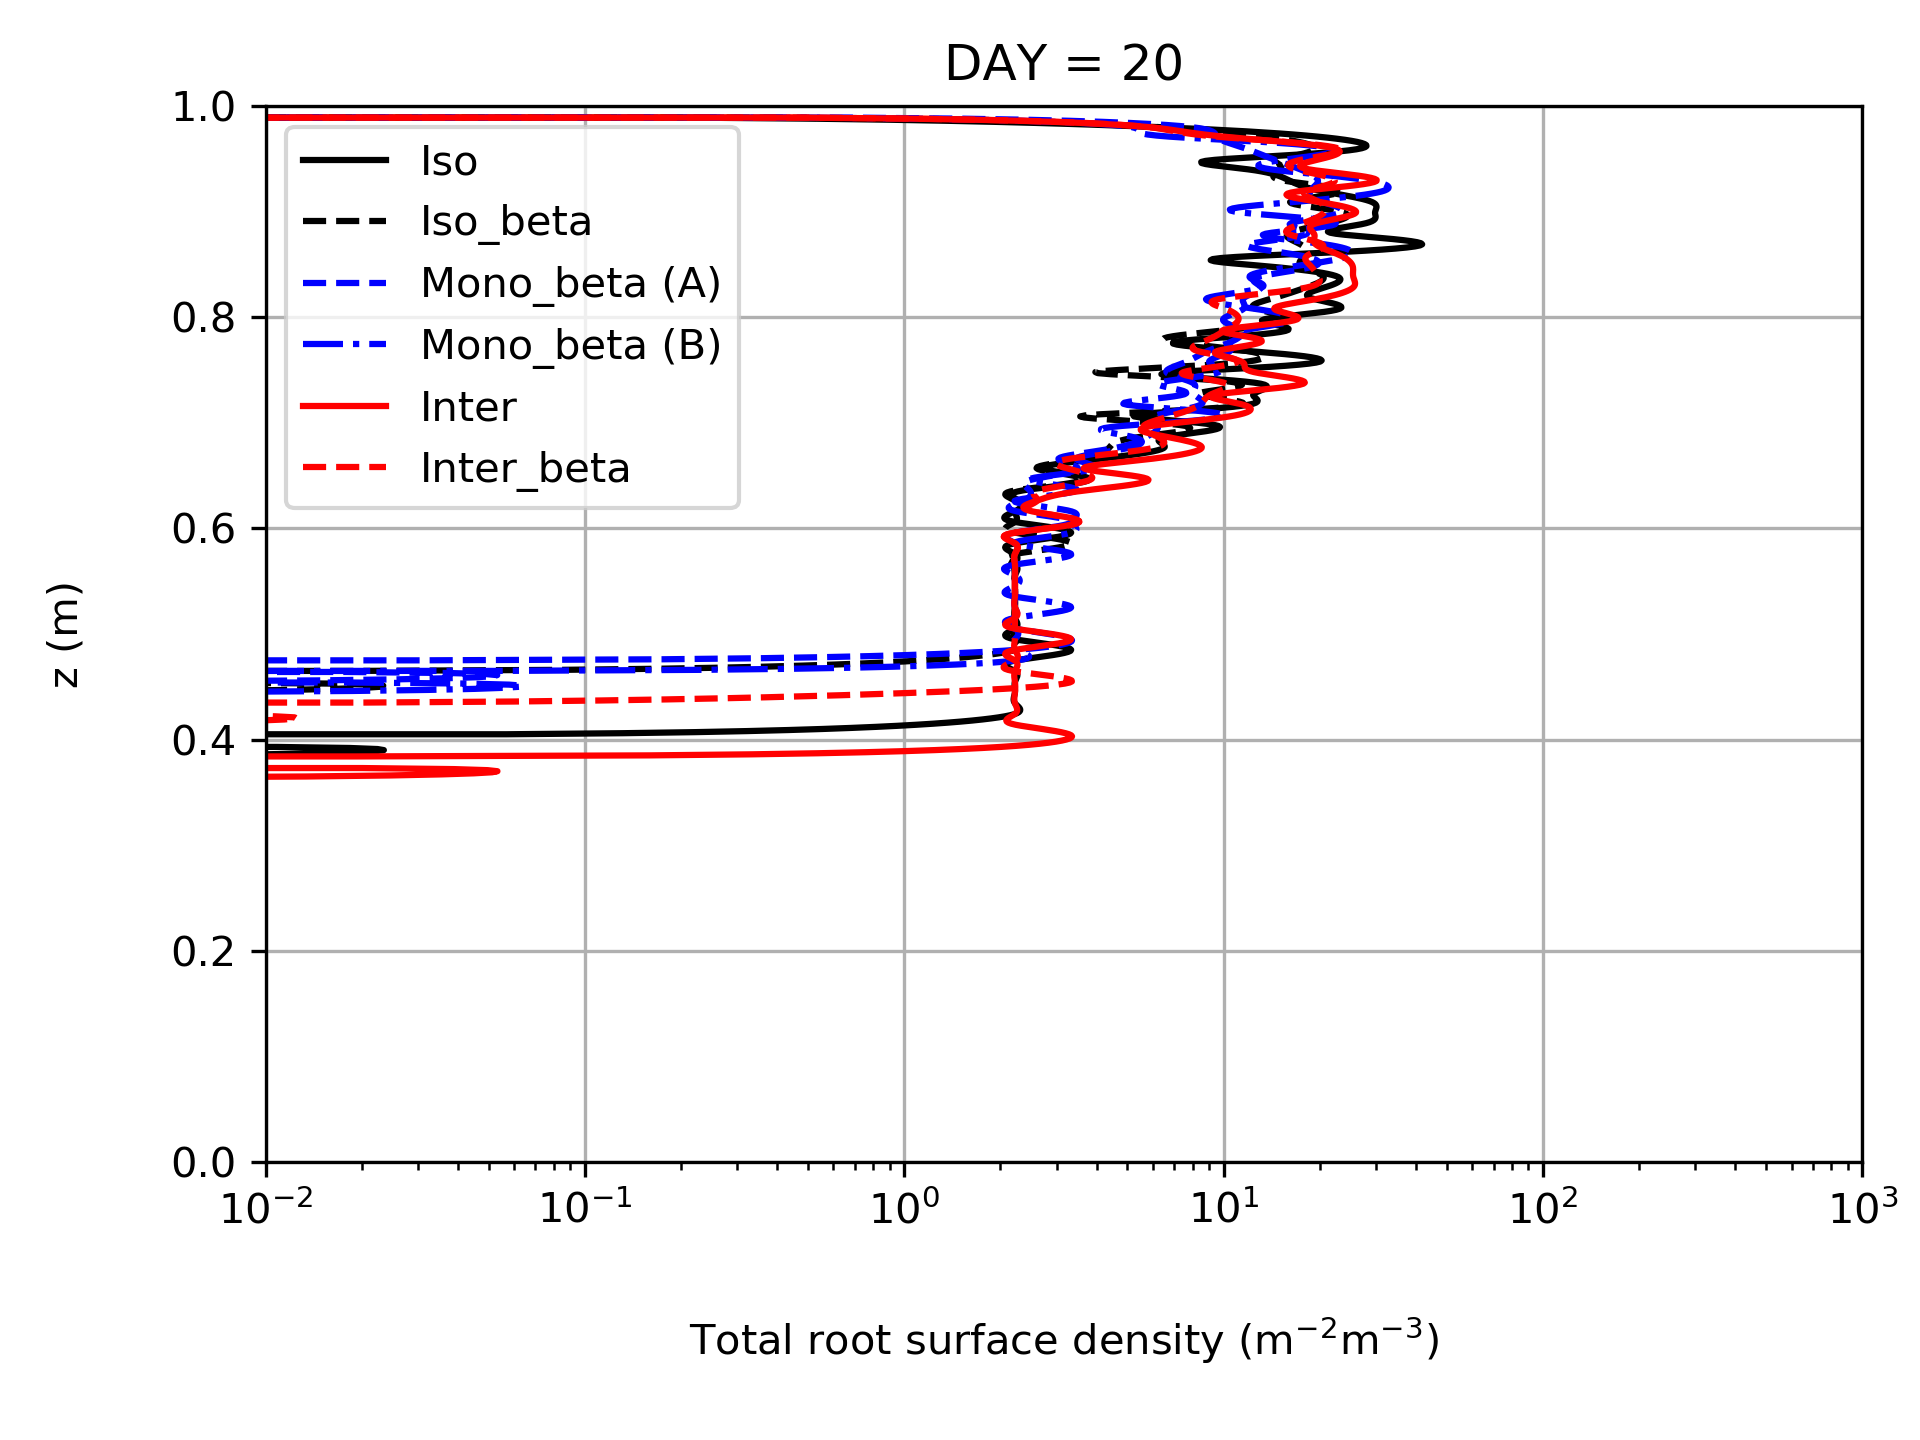 DAY = 20
1.0
0.8
0.6
0.4
0.2
0.0
z (m)
Iso
Iso_beta
Mono_beta (A)
Mono_beta (B)
Inter
Inter_beta
10⁻² 10⁻¹ 10⁰ 10¹ 10² 10³
Total root surface density (m⁻²m⁻³)